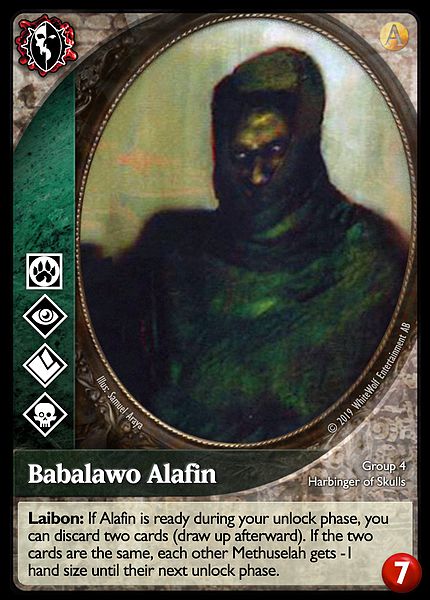 A
Illus: Samuel Araya
© 2019 WhiteWolf Entertainment AB
Babalawo Alafin
Group 4
Harbinger of Skulls
Laibon: If Alafin is ready during your unlock phase, you
can discard two cards (draw up afterward). If the two
cards are the same, each other Methuselah gets -1
hand size until their next unlock phase.
7